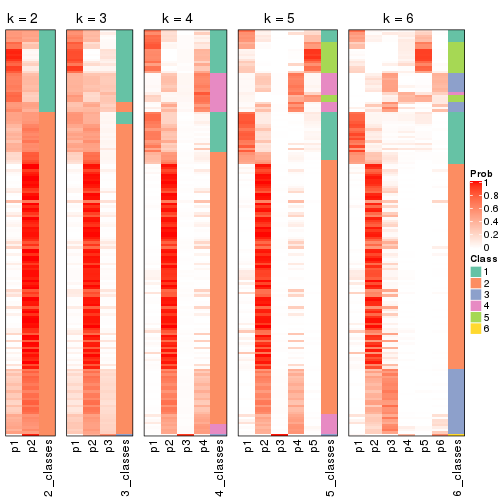 k = 2
k = 3
k = 4
k = 5
k = 6
Prob
1
0.8
0.6
0.4
0.2
0
Class
1
2
3
4
5
6
p1
p2
2_classes
p1
p2
p3
3_classes
p1
p2
p3
p4
4_classes
p1
p2
p3
p4
p5
5_classes
p1
p2
p3
p4
p5
p6
6_classes